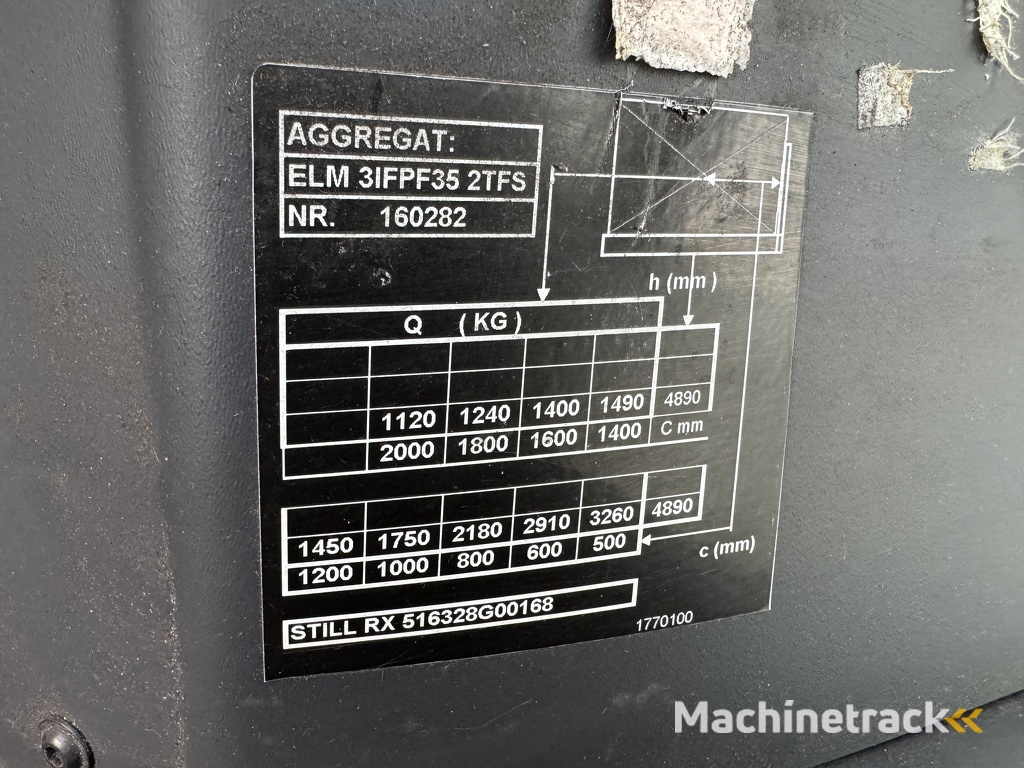 AGGREGAT:
ELM 3IFPF35 2TFS
NR. 160282
h (mm)
Q (KG)
1120 1240 1400 1490 4890
2000 1800 1600 1400 C mm
1450 1750 2180 2910 3260 4890
1200 1000 800 600 500
c (mm)
STILL RX 516328G00168
1770100
Machinetrack